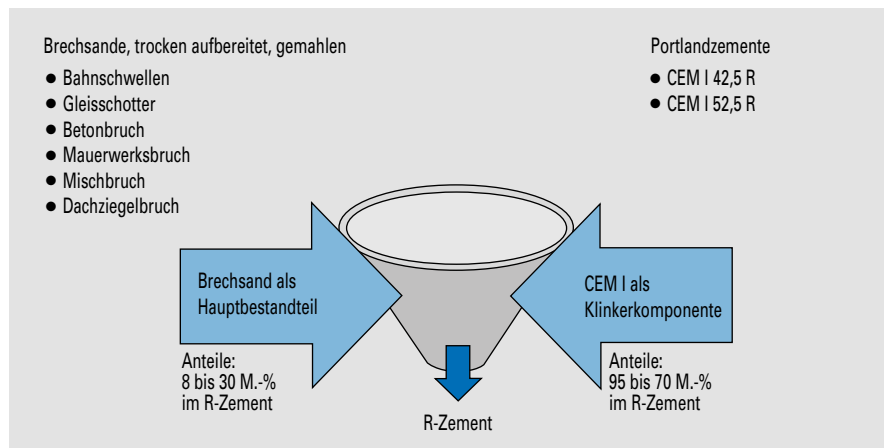 Brechsande, trocken aufbereitet, gemahlen
● Bahnschwellen
● Gleisschotter
● Betonbruch
● Mauerwerksbruch
● Mischbruch
● Dachziegelbruch
Portlandzemente
● CEM I 42,5 R
● CEM I 52,5 R
Brechsand als
Hauptbestandteil
CEM I als
Klinkerkomponente
Anteile:
8 bis 30 M.-%
im R-Zement
Anteile:
95 bis 70 M.-%
im R-Zement
R-Zement